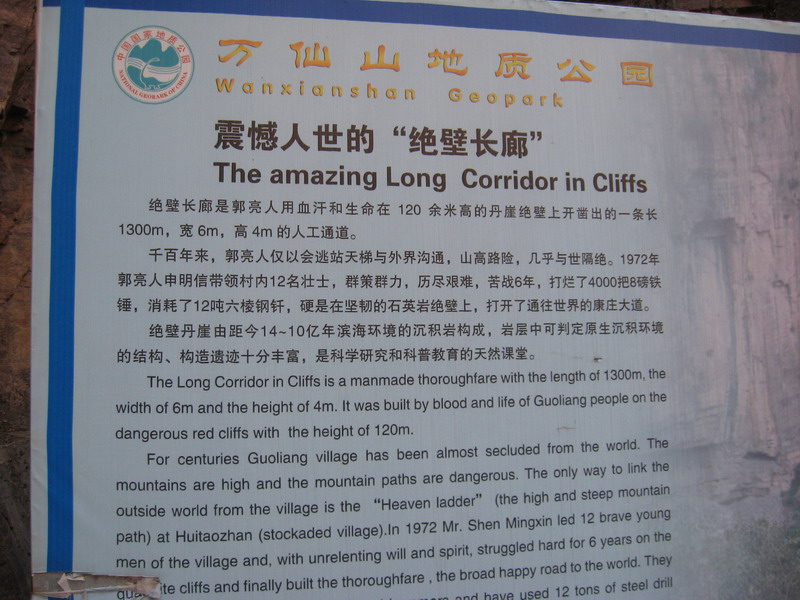 中国国家地质公园
NATIONAL GEOPARK OF CHINA
万仙山地质公园
Wanxianshan Geopark
震憾人世的“绝壁长廊”
The amazing Long Corridor in Cliffs
绝壁长廊是郭亮人用血汗和生命在 120 余米高的丹崖绝壁上开凿出的一条长
1300m，宽 6m，高 4m 的人工通道。
千百年来，郭亮人仅以会逃站天梯与外界沟通，山高路险，几乎与世隔绝。1972年
郭亮人申明信带领村内12名壮士，群策群力，历尽艰难，苦战6年，打烂了4000把8磅铁
锤，消耗了12吨六棱钢钎，硬是在坚韧的石英岩绝壁上，打开了通往世界的康庄大道。
绝壁丹崖由距今14~10亿年滨海环境的沉积岩构成，岩层中可判定原生沉积环境
的结构、构造遗迹十分丰富，是科学研究和科普教育的天然课堂。
The Long Corridor in Cliffs is a manmade thoroughfare with the length of 1300m, the
width of 6m and the height of 4m. It was built by blood and life of Guoliang people on the
dangerous red cliffs with the height of 120m.
For centuries Guoliang village has been almost secluded from the world. The
mountains are high and the mountain paths are dangerous. The only way to link the
outside world from the village is the “Heaven ladder” (the high and steep mountain
path) at Huitaozhan (stockaded village).In 1972 Mr. Shen Mingxin led 12 brave young
men of the village and, with unrelenting will and spirit, struggled hard for 6 years on the
cliffs and finally built the thoroughfare , the broad happy road to the world. They
and have used 12 tons of steel drill